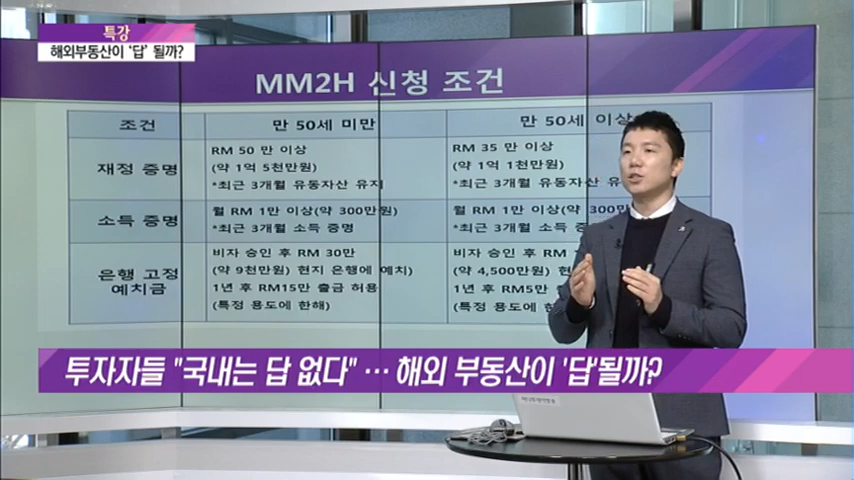 특강
해외부동산이 '답' 될까?
MM2H 신청 조건
조건
만 50세 미만
만 50세 이상
재정 증명
RM 50 만 이상
(약 1억 5천만원)
*최근 3개월 유동자산 유지
RM 35 만 이상
(약 1억 1천만원)
*최근 3개월 유동자산 유
소득 증명
월 RM 1만 이상(약 300만원)
*최근 3개월 소득 증명
월 RM 1만 이상(약 300만
*최근 3개월 소득 증
은행 고정
예치금
비자 승인 후 RM 30만
(약 9천만원) 현지 은행에 예치)
1년 후 RM15만 출금 허용
(특정 용도에 한해)
비자 승인 후 RM
(약 4,500만원) 현
1년 후 RM5만 출
(특정 용도에 한
투자자들 "국내는 답 없다" … 해외 부동산이 '답'될까?